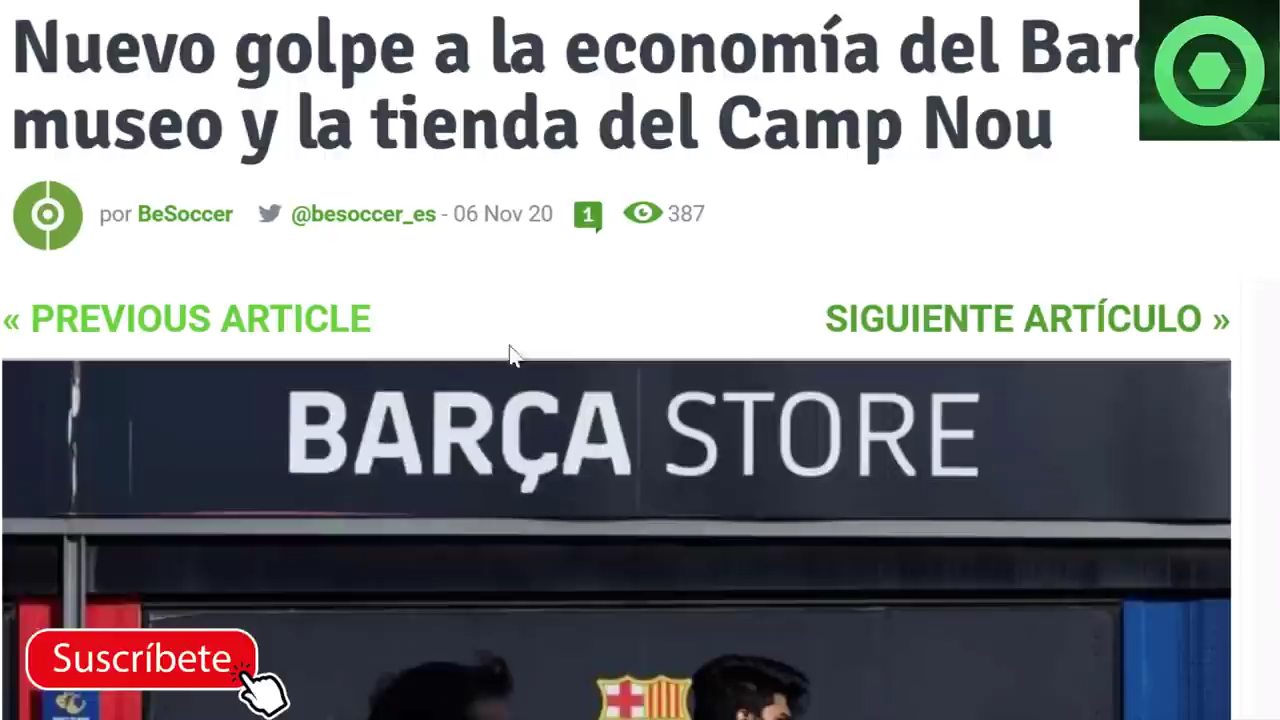 Nuevo golpe a la economía del
museo y la tienda del Camp Nou
por BeSoccer @besoccer_es - 06 Nov 20 1 387
« PREVIOUS ARTICLE SIGUIENTE ARTÍCULO »
BARÇA STORE
Suscríbete